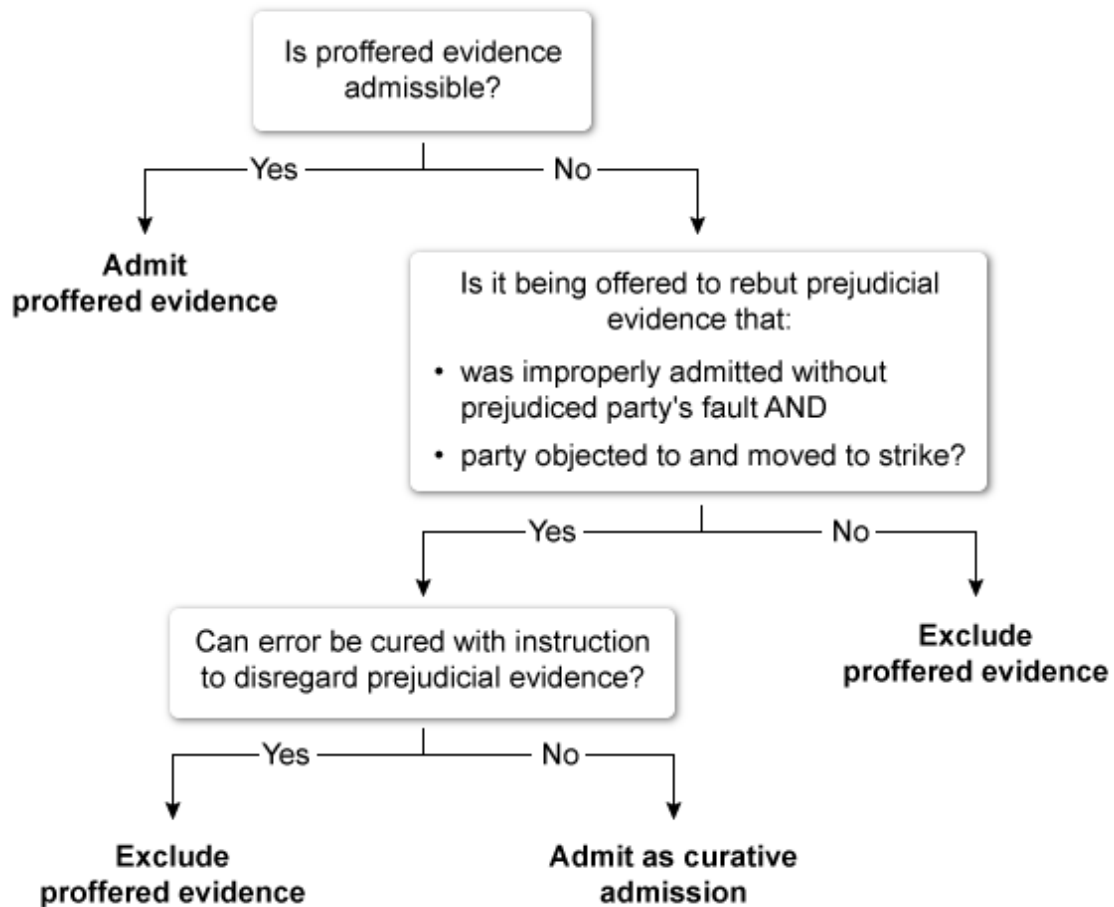 Is proffered evidence
admissible?
Yes
No
Admit
proffered evidence
Is it being offered to rebut prejudicial
evidence that:
• was improperly admitted without
prejudiced party's fault AND
• party objected to and moved to strike?
Yes
No
Can error be cured with instruction
to disregard prejudicial evidence?
Exclude
proffered evidence
Yes
No
Exclude
proffered evidence
Admit as curative
admission